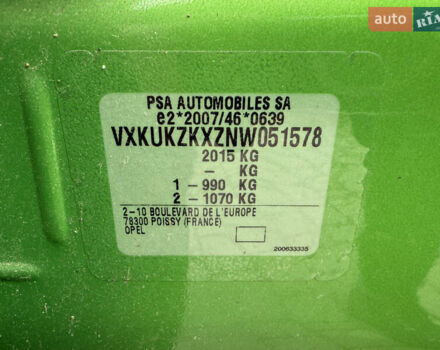 auto RIA
PSA AUTOMOBILES SA
e2*2007/46*0639
VXKUKZKXZNW051578
2015 KG
- KG
1 - 990 KG
2 - 1070 KG
2-10 BOULEVARD DE L'EUROPE
78300 POISSY (FRANCE)
OPEL
200633335